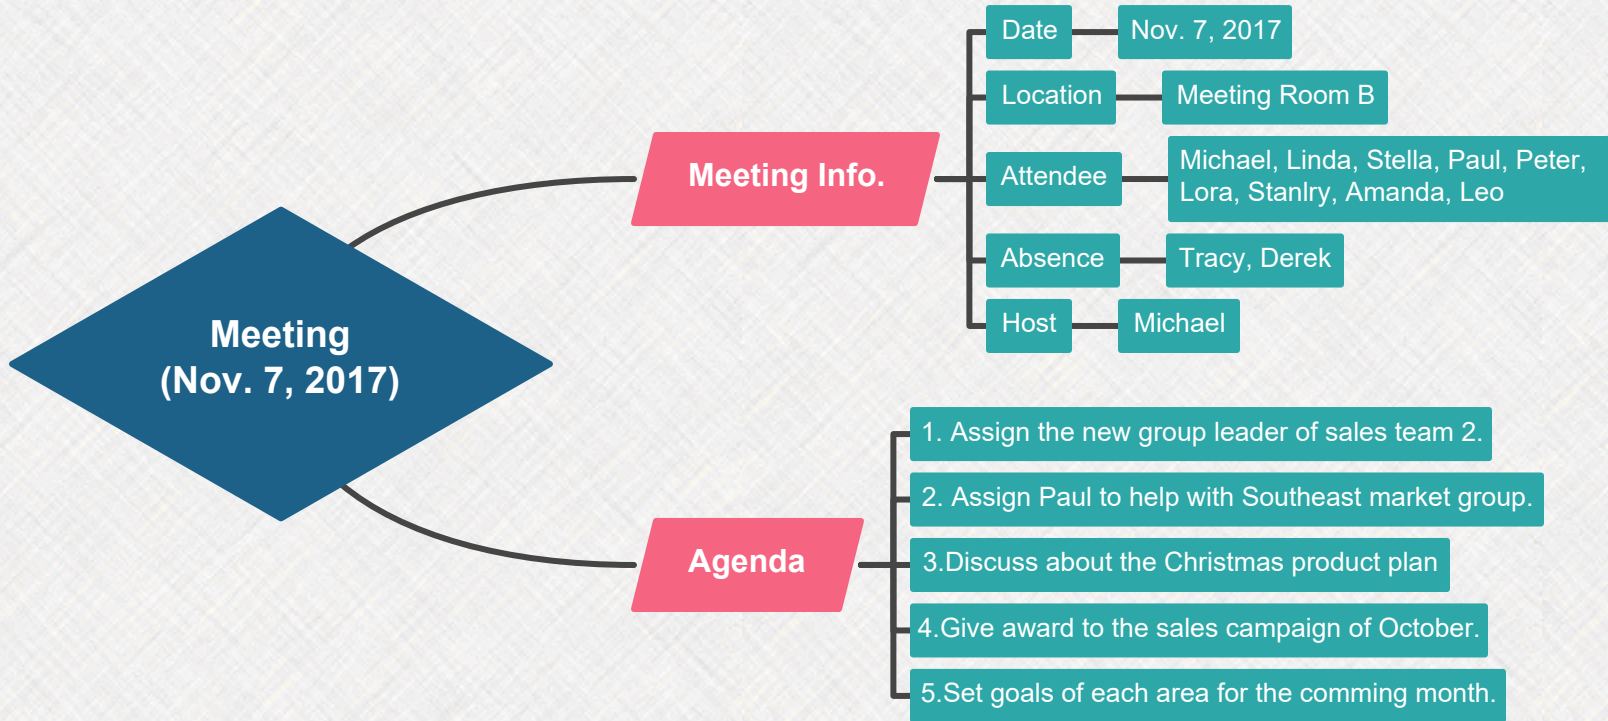 Meeting
(Nov. 7, 2017)
Meeting Info.
Date
Nov. 7, 2017
Location
Meeting Room B
Attendee
Michael, Linda, Stella, Paul, Peter,
Lora, Stanlry, Amanda, Leo
Absence
Tracy, Derek
Host
Michael
Agenda
1. Assign the new group leader of sales team 2.
2. Assign Paul to help with Southeast market group.
3.Discuss about the Christmas product plan
4.Give award to the sales campaign of October.
5.Set goals of each area for the comming month.